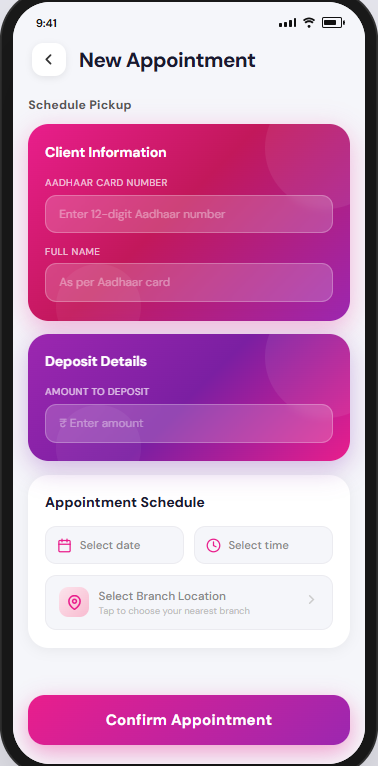 9:41
New Appointment
Schedule Pickup
Client Information
AADHAAR CARD NUMBER
Enter 12-digit Aadhaar number
FULL NAME
As per Aadhaar card
Deposit Details
AMOUNT TO DEPOSIT
₹ Enter amount
Appointment Schedule
Select date
Select time
Select Branch Location
Tap to choose your nearest branch
Confirm Appointment